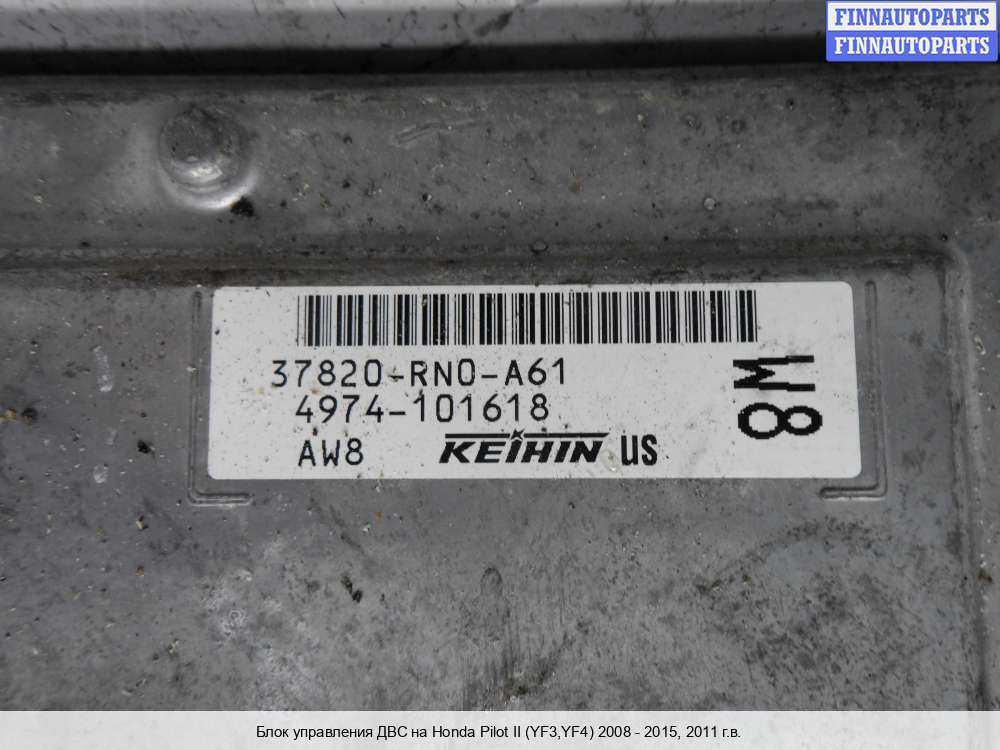 FINNAUTOPARTS
FINNAUTOPARTS
37820-RN0-A61
4974-101618
AW8 KEIHIN US
M8
Блок управления ДВС на Honda Pilot II (YF3,YF4) 2008 - 2015, 2011 г.в.